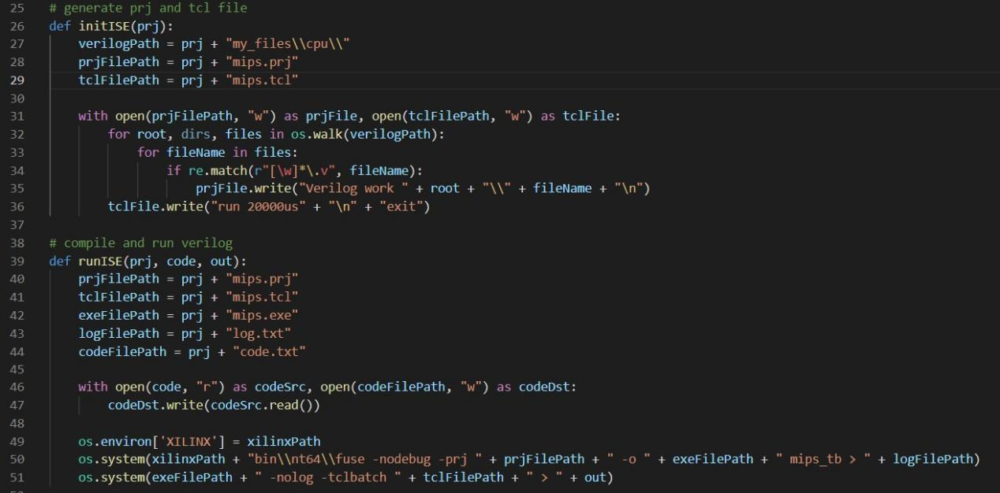 25 # generate prj and tcl file
26 def initISE(prj):
27     verilogPath = prj + "my_files\\cpu\\"
28     prjFilePath = prj + "mips.prj"
29     tclFilePath = prj + "mips.tcl"
30
31     with open(prjFilePath, "w") as prjFile, open(tclFilePath, "w") as tclFile:
32         for root, dirs, files in os.walk(verilogPath):
33             for fileName in files:
34                 if re.match(r"[\w]*\.v", fileName):
35                     prjFile.write("Verilog work " + root + "\\" + fileName + "\n")
36         tclFile.write("run 20000us" + "\n" + "exit")
37
38 # compile and run verilog
39 def runISE(prj, code, out):
40     prjFilePath = prj + "mips.prj"
41     tclFilePath = prj + "mips.tcl"
42     exeFilePath = prj + "mips.exe"
43     logFilePath = prj + "log.txt"
44     codeFilePath = prj + "code.txt"
45
46     with open(code, "r") as codeSrc, open(codeFilePath, "w") as codeDst:
47         codeDst.write(codeSrc.read())
48
49     os.environ['XILINX'] = xilinxPath
50     os.system(xilinxPath + "bin\\nt64\\fuse -nodebug -prj " + prjFilePath + " -o " + exeFilePath + " mips_tb > " + logFilePath)
51     os.system(exeFilePath + " -nolog -tclbatch " + tclFilePath + " > " + out)